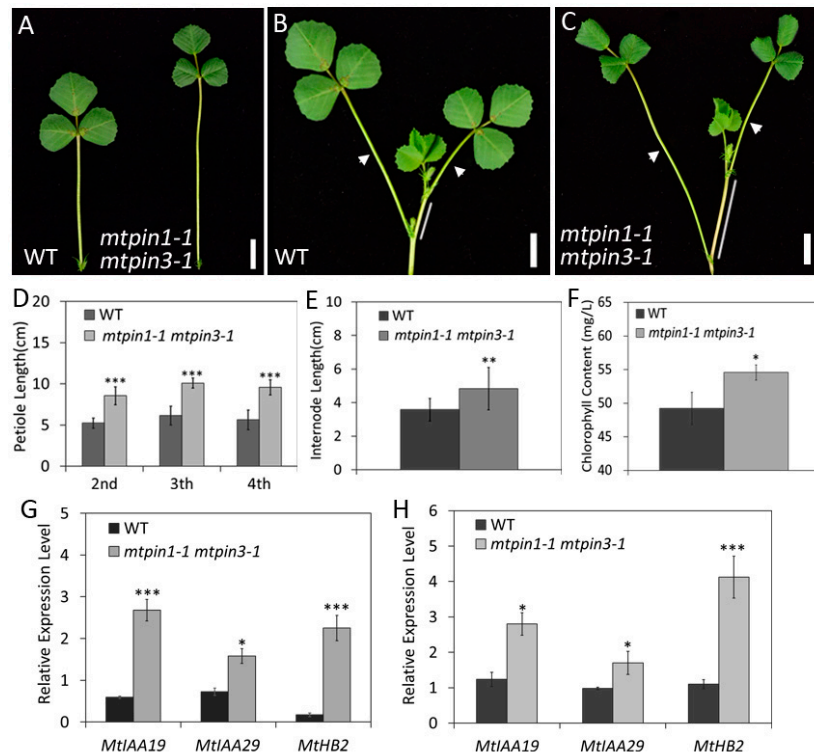 A
WT
mtpin1-1
mtpin3-1
B
WT
C
mtpin1-1
mtpin3-1
D
Petiole Length(cm)
20
15
10
5
0
WT
mtpin1-1 mtpin3-1
***
***
***
2nd
3th
4th
E
Internode Length(cm)
10
8
6
4
2
0
WT
mtpin1-1 mtpin3-1
**
F
Chlorophyll Content (mg/L)
65
60
55
50
45
40
WT
mtpin1-1 mtpin3-1
*
G
Relative Expression Level
5
4
3
2
1
0
WT
mtpin1-1 mtpin3-1
***
*
***
MtIAA19
MtIAA29
MtHB2
H
Relative Expression Level
6
5
4
3
2
1
0
WT
mtpin1-1 mtpin3-1
*
*
***
MtIAA19
MtIAA29
MtHB2